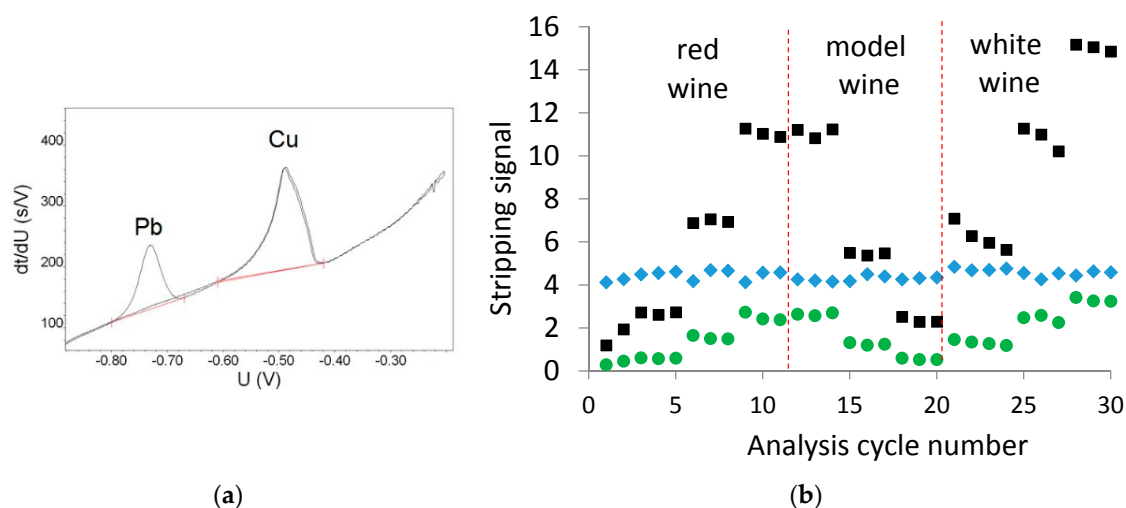 400
300
200
100
dt/dU (s/V)
Pb
Cu
-0.80
-0.70
-0.60
-0.50
-0.40
-0.30
U (V)
(a)
16
14
12
10
8
6
4
2
0
Stripping signal
red
wine
model
wine
white
wine
0
5
10
15
20
25
30
Analysis cycle number
(b)